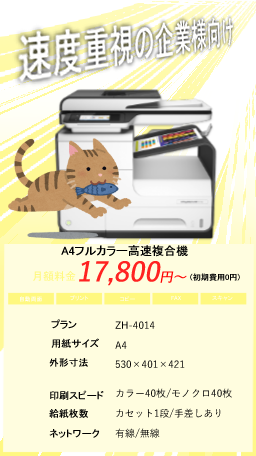 速度重視の企業様向け
A4フルカラー高速複合機
月額料金 17,800円〜 (初期費用0円)
プラン ZH-4014
用紙サイズ A4
外形寸法 530×401×421
印刷スピード カラー40枚/モノクロ40枚
給紙枚数 カセット1段/手差しあり
ネットワーク 有線/無線